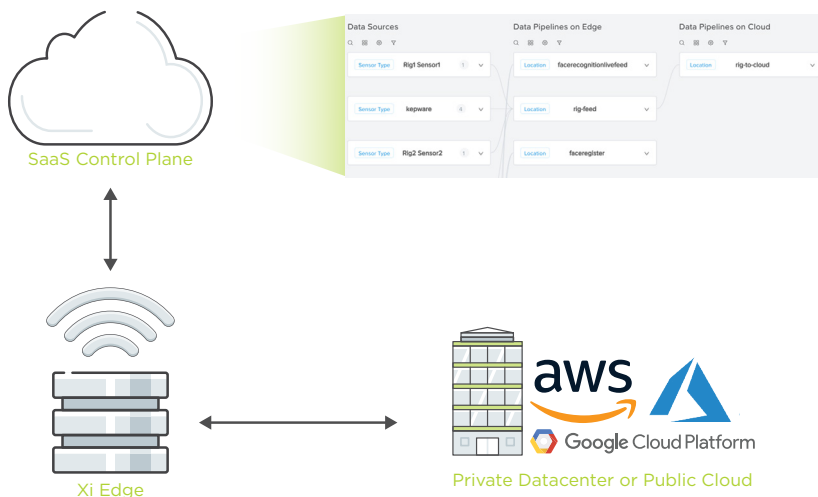 Data Sources
Data Pipelines on Edge
Data Pipelines on Cloud
Sensor Type Rig1 Sensor1 1
Location facerecognitionlivefeed
Location rig-to-cloud
Sensor Type kepware 4
Location rig-feed
Sensor Type Rig2 Sensor2 1
Location faceregister
SaaS Control Plane
aws
Google Cloud Platform
Xi Edge
Private Datacenter or Public Cloud